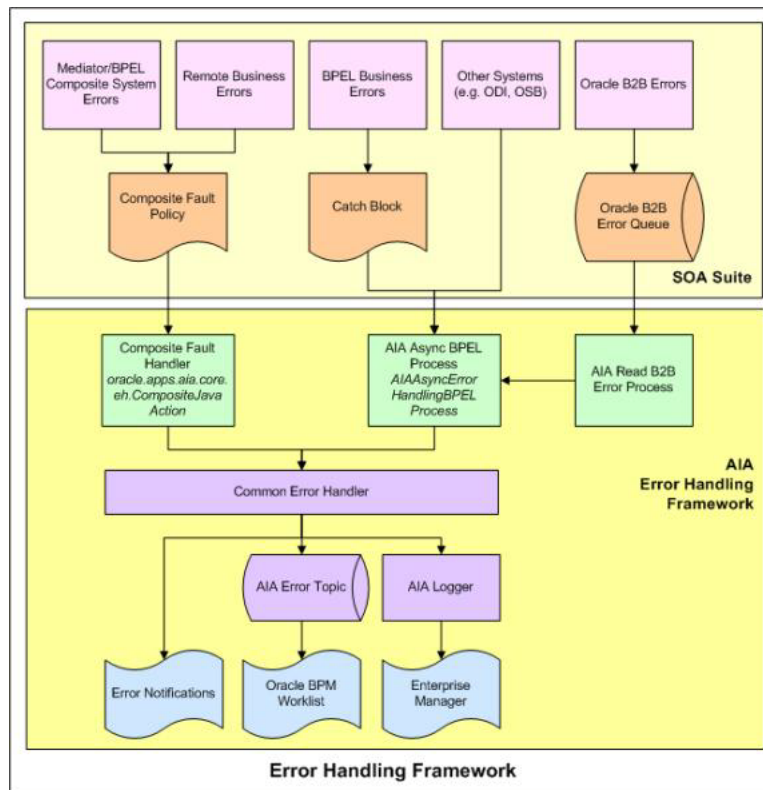 Mediator/BPEL
Composite System
Errors
Remote Business
Errors
BPEL Business
Errors
Other Systems
(e.g. ODI, OSB)
Oracle B2B Errors
Composite Fault
Policy
Catch Block
Oracle B2B
Error Queue
SOA Suite
Composite Fault
Handler
oracle.apps.aia.core.
eh.CompositeJava
Action
AIA Async BPEL
Process
AIAAsyncError
HandlingBPEL
Process
AIA Read B2B
Error Process
AIA
Error Handling
Framework
Common Error Handler
AIA Error Topic
AIA Logger
Error Notifications
Oracle BPM
Worklist
Enterprise
Manager
Error Handling Framework